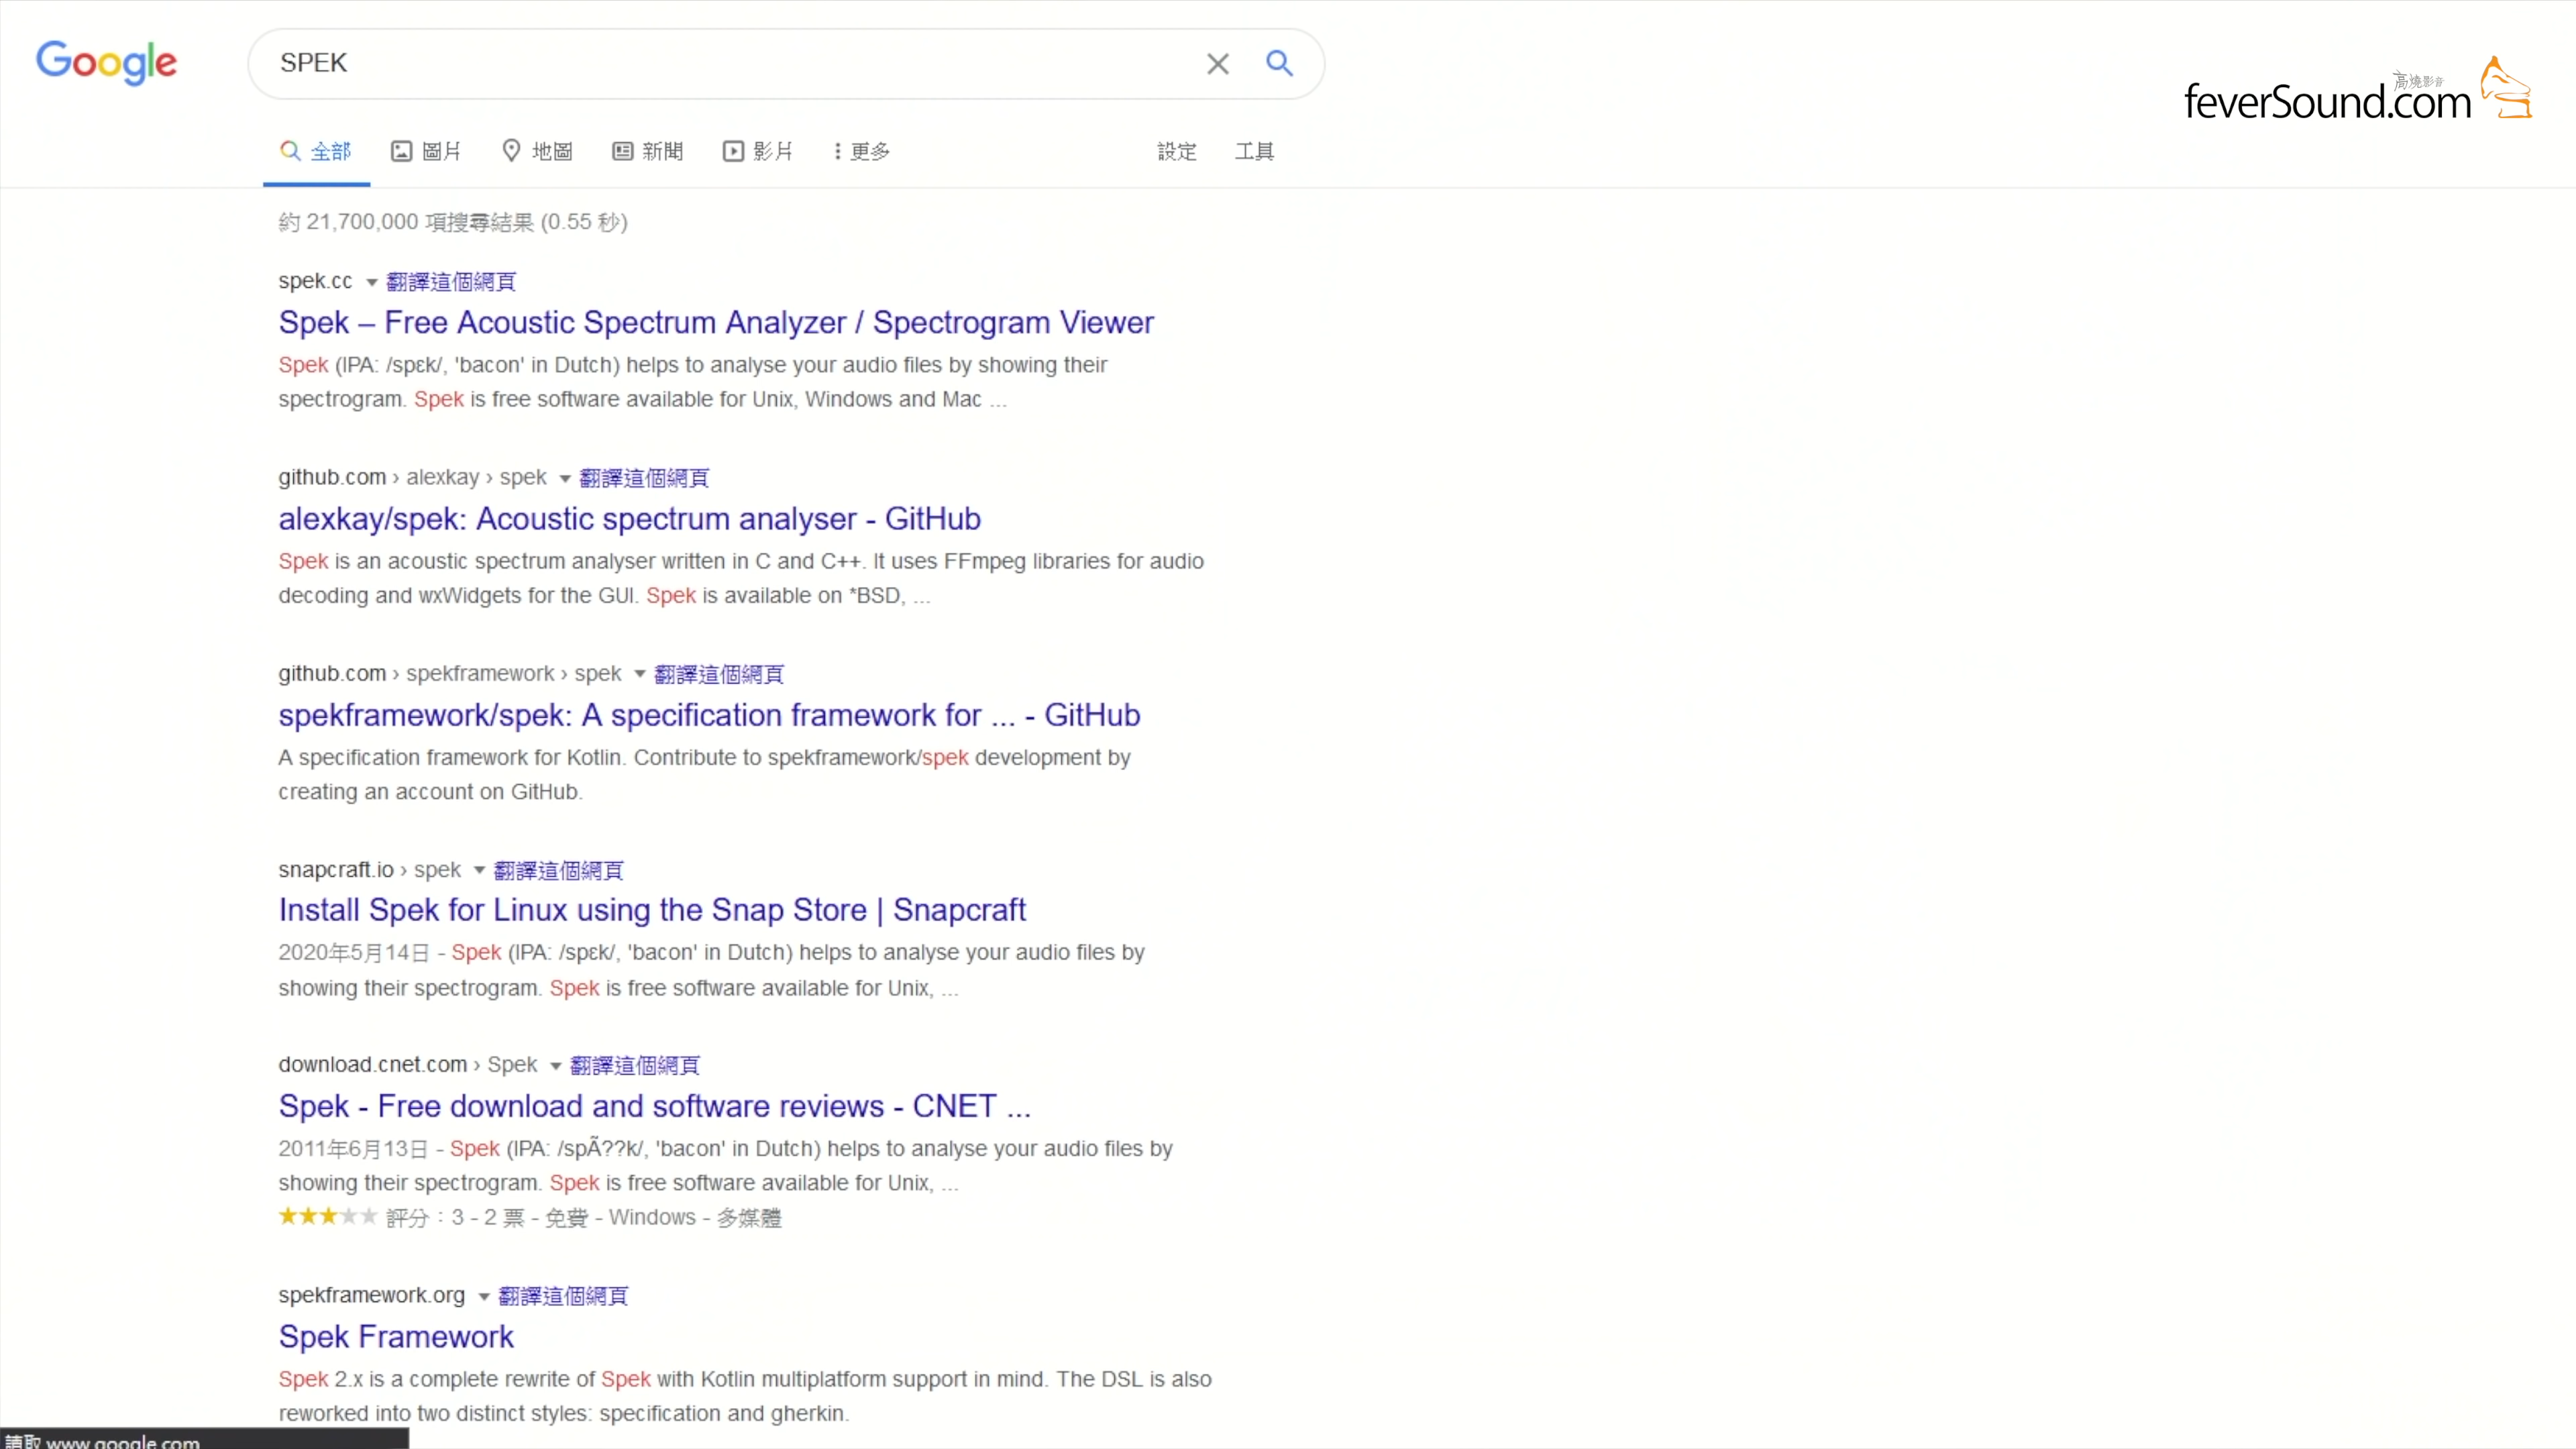 Google
SPEK
高燒影音
feverSound.com
全部 圖片 地圖 新聞 影片 更多 設定 工具
約 21,700,000 項搜尋結果 (0.55 秒)
spek.cc 翻譯這個網頁
Spek – Free Acoustic Spectrum Analyzer / Spectrogram Viewer
Spek (IPA: /spɛk/, 'bacon' in Dutch) helps to analyse your audio files by showing their
spectrogram. Spek is free software available for Unix, Windows and Mac ...
github.com › alexkay › spek 翻譯這個網頁
alexkay/spek: Acoustic spectrum analyser - GitHub
Spek is an acoustic spectrum analyser written in C and C++. It uses FFmpeg libraries for audio
decoding and wxWidgets for the GUI. Spek is available on *BSD, ...
github.com › spekframework › spek 翻譯這個網頁
spekframework/spek: A specification framework for ... - GitHub
A specification framework for Kotlin. Contribute to spekframework/spek development by
creating an account on GitHub.
snapcraft.io › spek 翻譯這個網頁
Install Spek for Linux using the Snap Store | Snapcraft
2020年5月14日 - Spek (IPA: /spɛk/, 'bacon' in Dutch) helps to analyse your audio files by
showing their spectrogram. Spek is free software available for Unix, ...
download.cnet.com › Spek 翻譯這個網頁
Spek - Free download and software reviews - CNET ...
2011年6月13日 - Spek (IPA: /spÃ??k/, 'bacon' in Dutch) helps to analyse your audio files by
showing their spectrogram. Spek is free software available for Unix, ...
評分：3 - 2 票 - 免費 - Windows - 多媒體
spekframework.org 翻譯這個網頁
Spek Framework
Spek 2.x is a complete rewrite of Spek with Kotlin multiplatform support in mind. The DSL is also
reworked into two distinct styles: specification and gherkin.
讀取 www.google.com